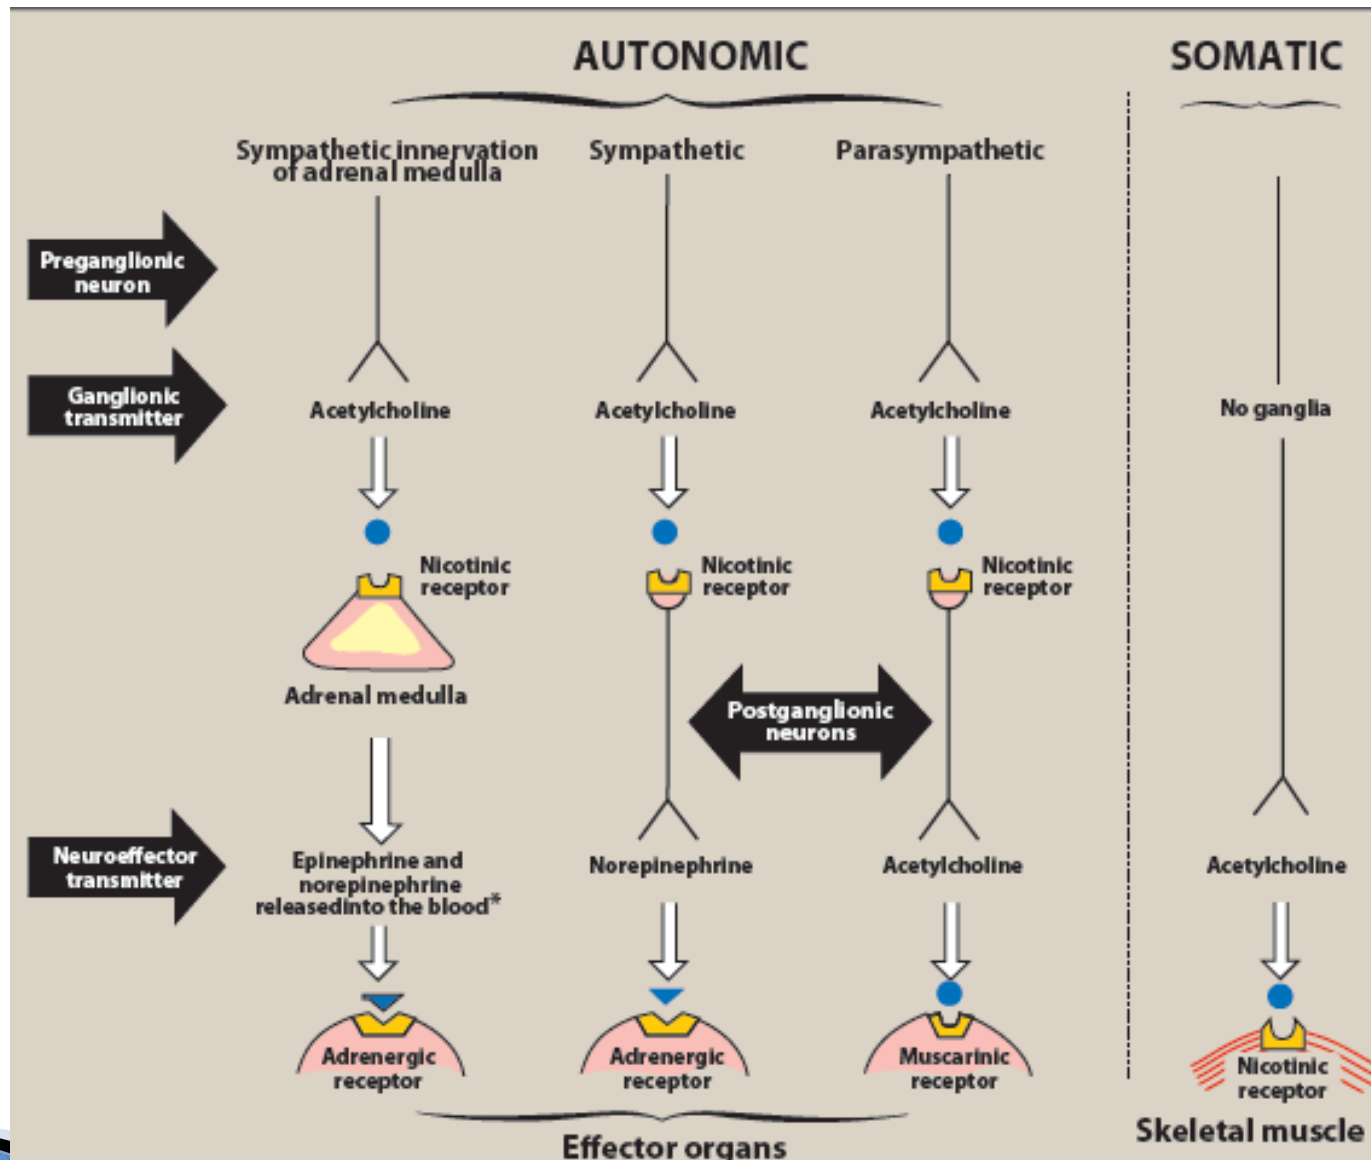 AUTONOMIC
SOMATIC
Sympathetic innervation
of adrenal medulla
Sympathetic
Parasympathetic
Preganglionic
neuron
Ganglionic
transmitter
Acetylcholine
Acetylcholine
Acetylcholine
No ganglia
Nicotinic
receptor
Nicotinic
receptor
Nicotinic
receptor
Adrenal medulla
Postganglionic
neurons
Neuroeffector
transmitter
Epinephrine and
norepinephrine
releasedinto the blood*
Norepinephrine
Acetylcholine
Acetylcholine
Adrenergic
receptor
Adrenergic
receptor
Muscarinic
receptor
Nicotinic
receptor
Effector organs
Skeletal muscle